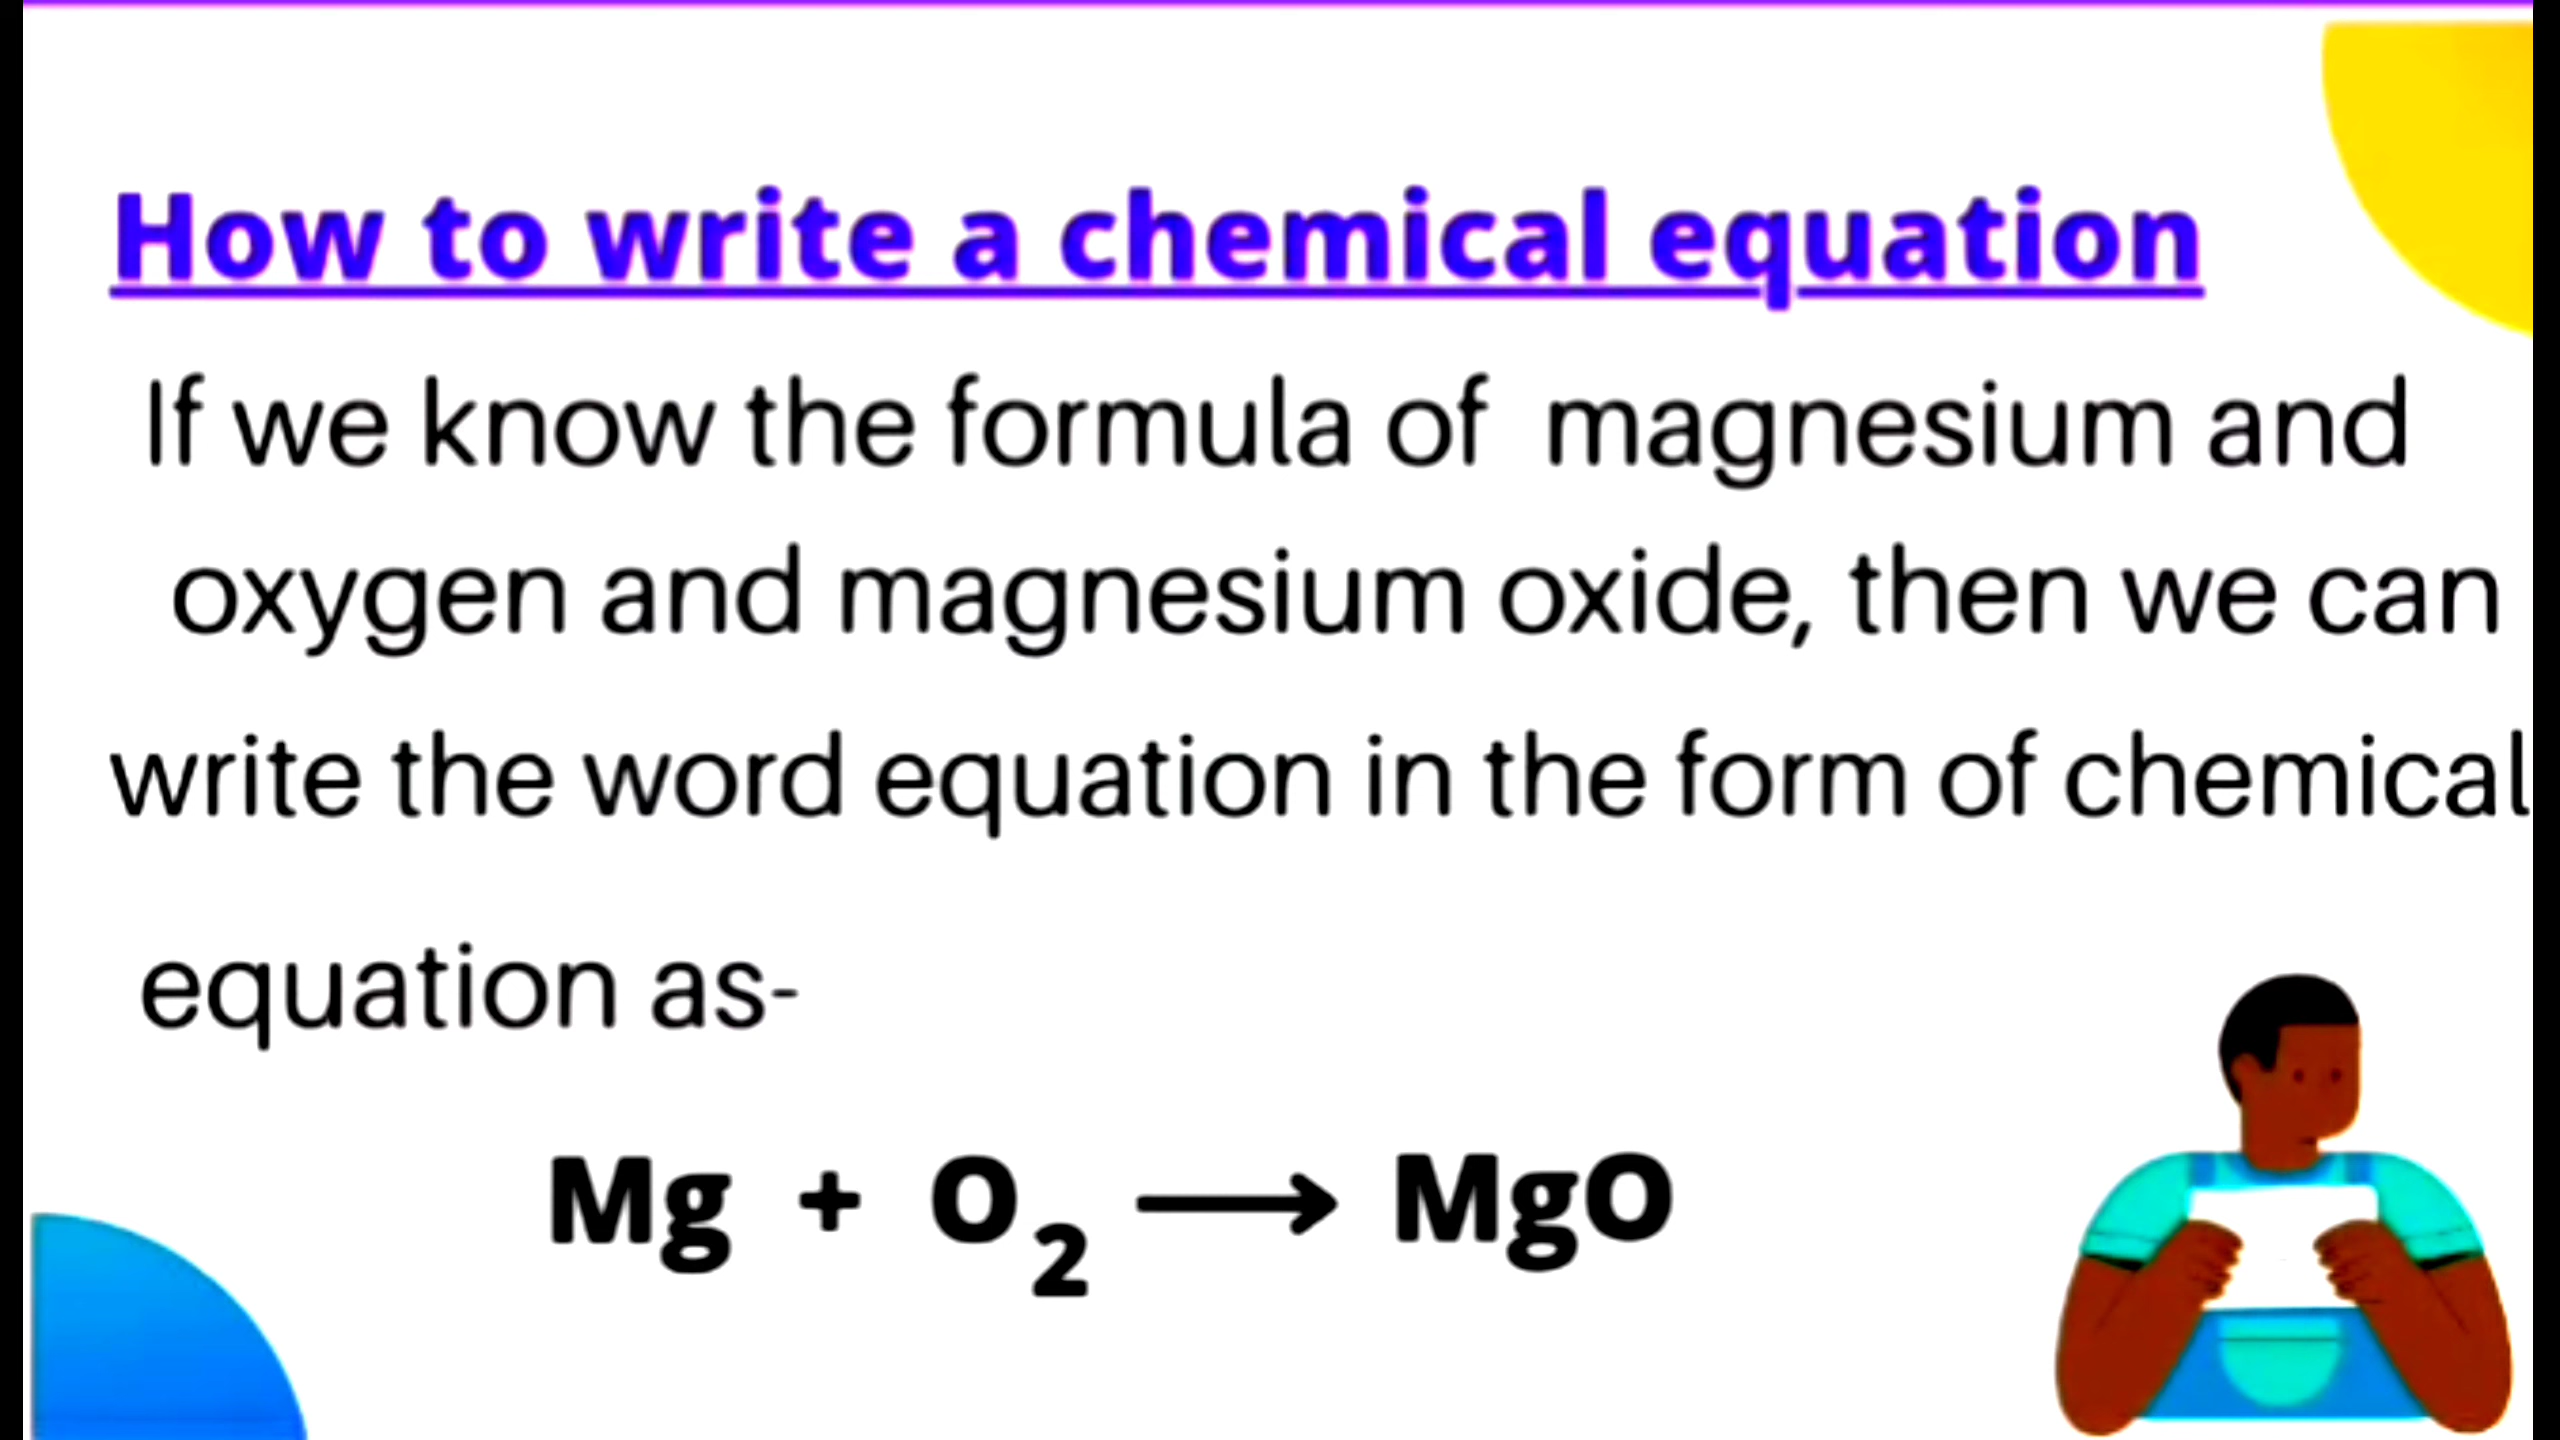 How to write a chemical equation
If we know the formula of magnesium and
oxygen and magnesium oxide, then we can
write the word equation in the form of chemical
equation as-
Mg + O₂ ⟶ MgO